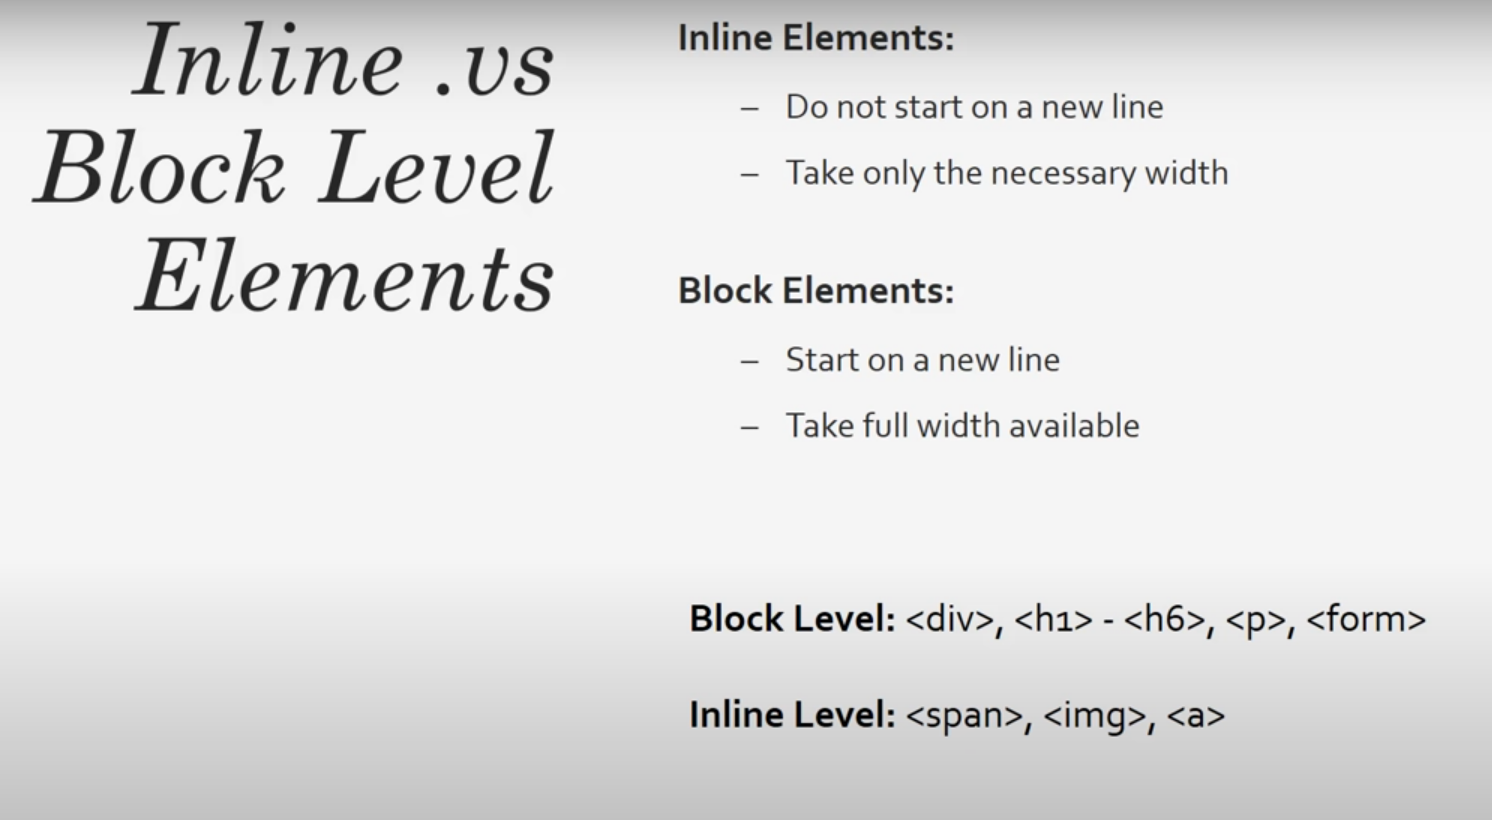 Inline .vs
Block Level
Elements
Inline Elements:
– Do not start on a new line
– Take only the necessary width
Block Elements:
– Start on a new line
– Take full width available
Block Level: <div>, <h1> - <h6>, <p>, <form>
Inline Level: <span>, <img>, <a>